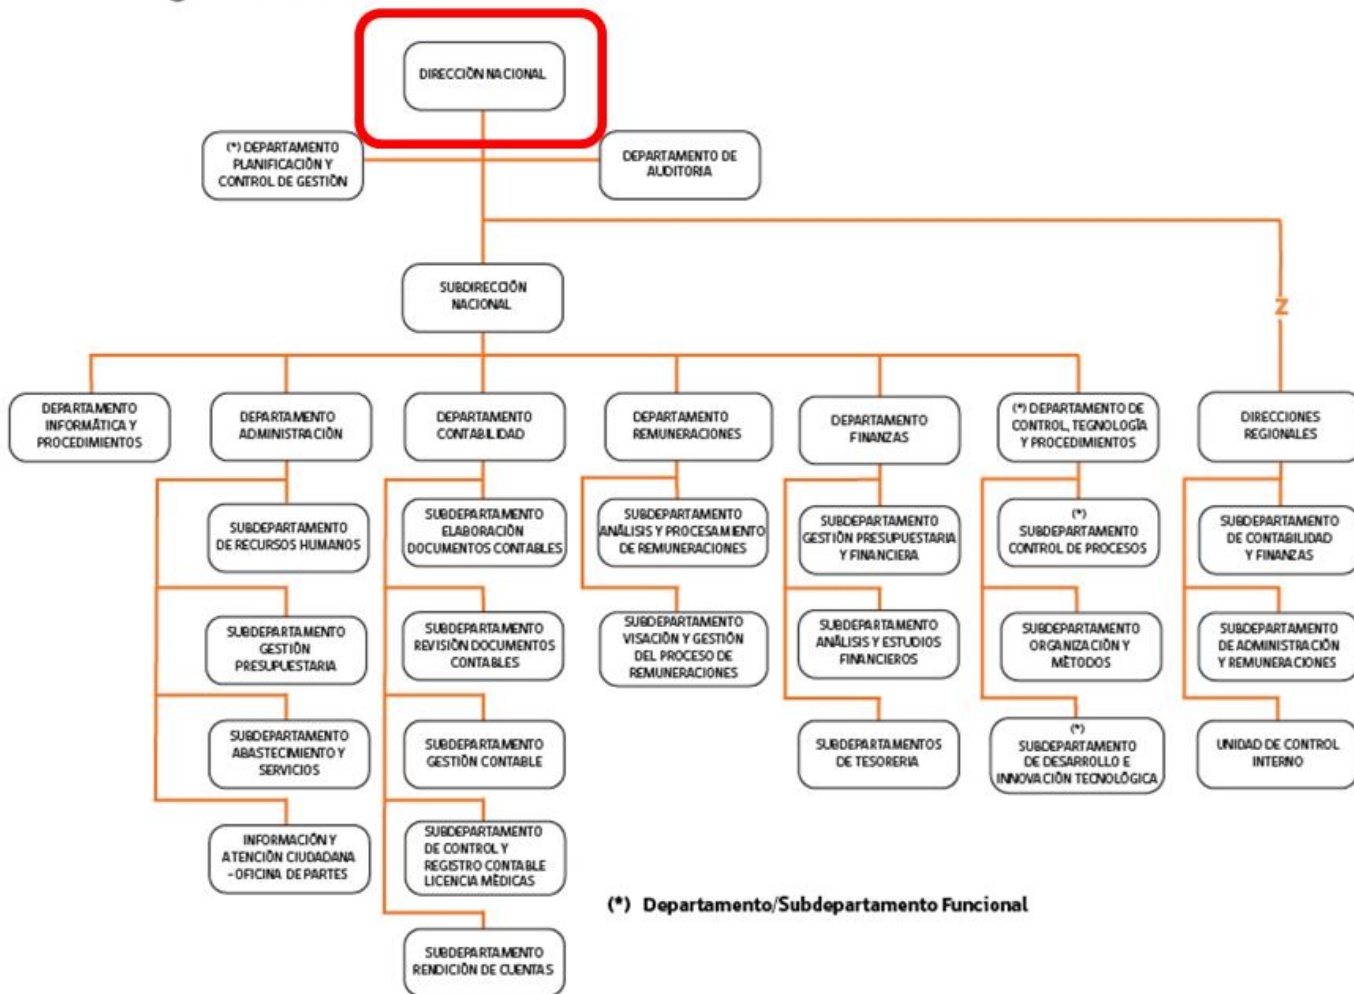 DIRECCIÓN NACIONAL
(*) DEPARTAMENTO
PLANIFICACIÓN Y
CONTROL DE GESTIÓN
DEPARTAMENTO DE
AUDITORIA
SUBDIRECCIÓN
NACIONAL
Z
DEPARTAMENTO
INFORMÁTICA Y
PROCEDIMIENTOS
DEPARTAMENTO
ADMINISTRACIÓN
DEPARTAMENTO
CONTABILIDAD
DEPARTAMENTO
REMUNERACIONES
DEPARTAMENTO
FINANZAS
(*) DEPARTAMENTO DE
CONTROL, TEGNOLOGÍA
Y PROCEDIMIENTOS
DIRECCIONES
REGIONALES
SUBDEPARTAMENTO
DE RECURSOS HUMANOS
SUBDEPARTAMENTO
ELABORACIÓN
DOCUMENTOS CONTABLES
SUBDEPARTAMENTO
ANÁLISIS Y PROCESAMIENTO
DE REMUNERACIONES
SUBDEPARTAMENTO
GESTIÓN PRESUPUESTARIA
Y FINANCIERA
(*)
SUBDEPARTAMENTO
CONTROL DE PROCESOS
SUBDEPARTAMENTO
DE CONTABILIDAD
Y FINANZAS
SUBDEPARTAMENTO
GESTIÓN
PRESUPUESTARIA
SUBDEPARTAMENTO
REVISIÓN DOCUMENTOS
CONTABLES
SUBDEPARTAMENTO
VISACIÓN Y GESTIÓN
DEL PROCESO DE
REMUNERACIONES
SUBDEPARTAMENTO
ANÁLISIS Y ESTUDIOS
FINANCIEROS
SUBDEPARTAMENTO
ORGANIZACIÓN Y
MÈTODOS
SUBDEPARTAMENTO
DE ADMINISTRACIÓN
Y REMUNERACIONES
SUBDEPARTAMENTO
ABASTECIMIENTO Y
SERVICIOS
SUBDEPARTAMENTO
GESTIÓN CONTABLE
SUBDEPARTAMENTOS
DE TESORERIA
(*)
SUBDEPARTAMENTO
DE DESARROLLO E
INNOVACIÓN TECNOLÓGICA
UNIDAD DE CONTROL
INTERNO
INFORMACIÓN Y
ATENCIÓN CIUDADANA
-OFICINA DE PARTES
SUBDEPARTAMENTO
DE CONTROL Y
REGISTRO CONTABLE
LICENCIA MÈDICAS
SUBDEPARTAMENTO
RENDICIÓN DE CUENTAS
(*) Departamento/Subdepartamento Funcional